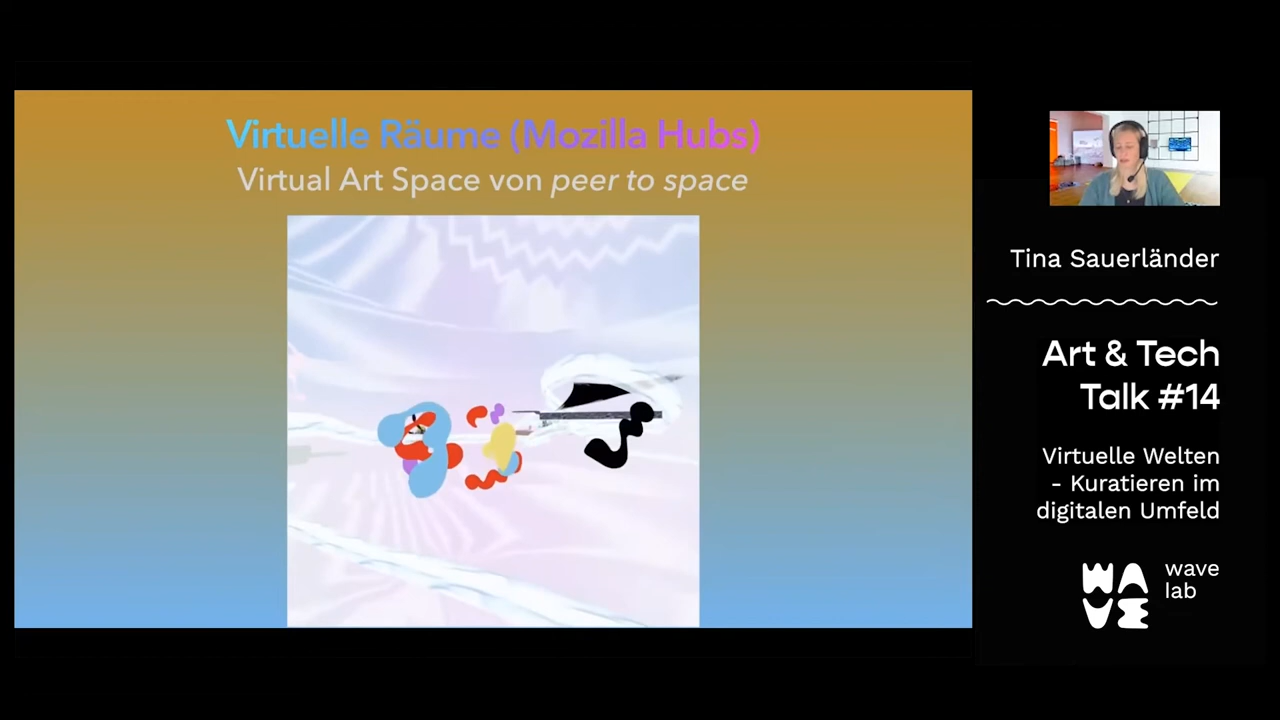 Virtuelle Räume (Mozilla Hubs)
Virtual Art Space von peer to space
Tina Sauerländer
Art & Tech
Talk #14
Virtuelle Welten
- Kuratieren im
digitalen Umfeld
WAVE
wave
lab